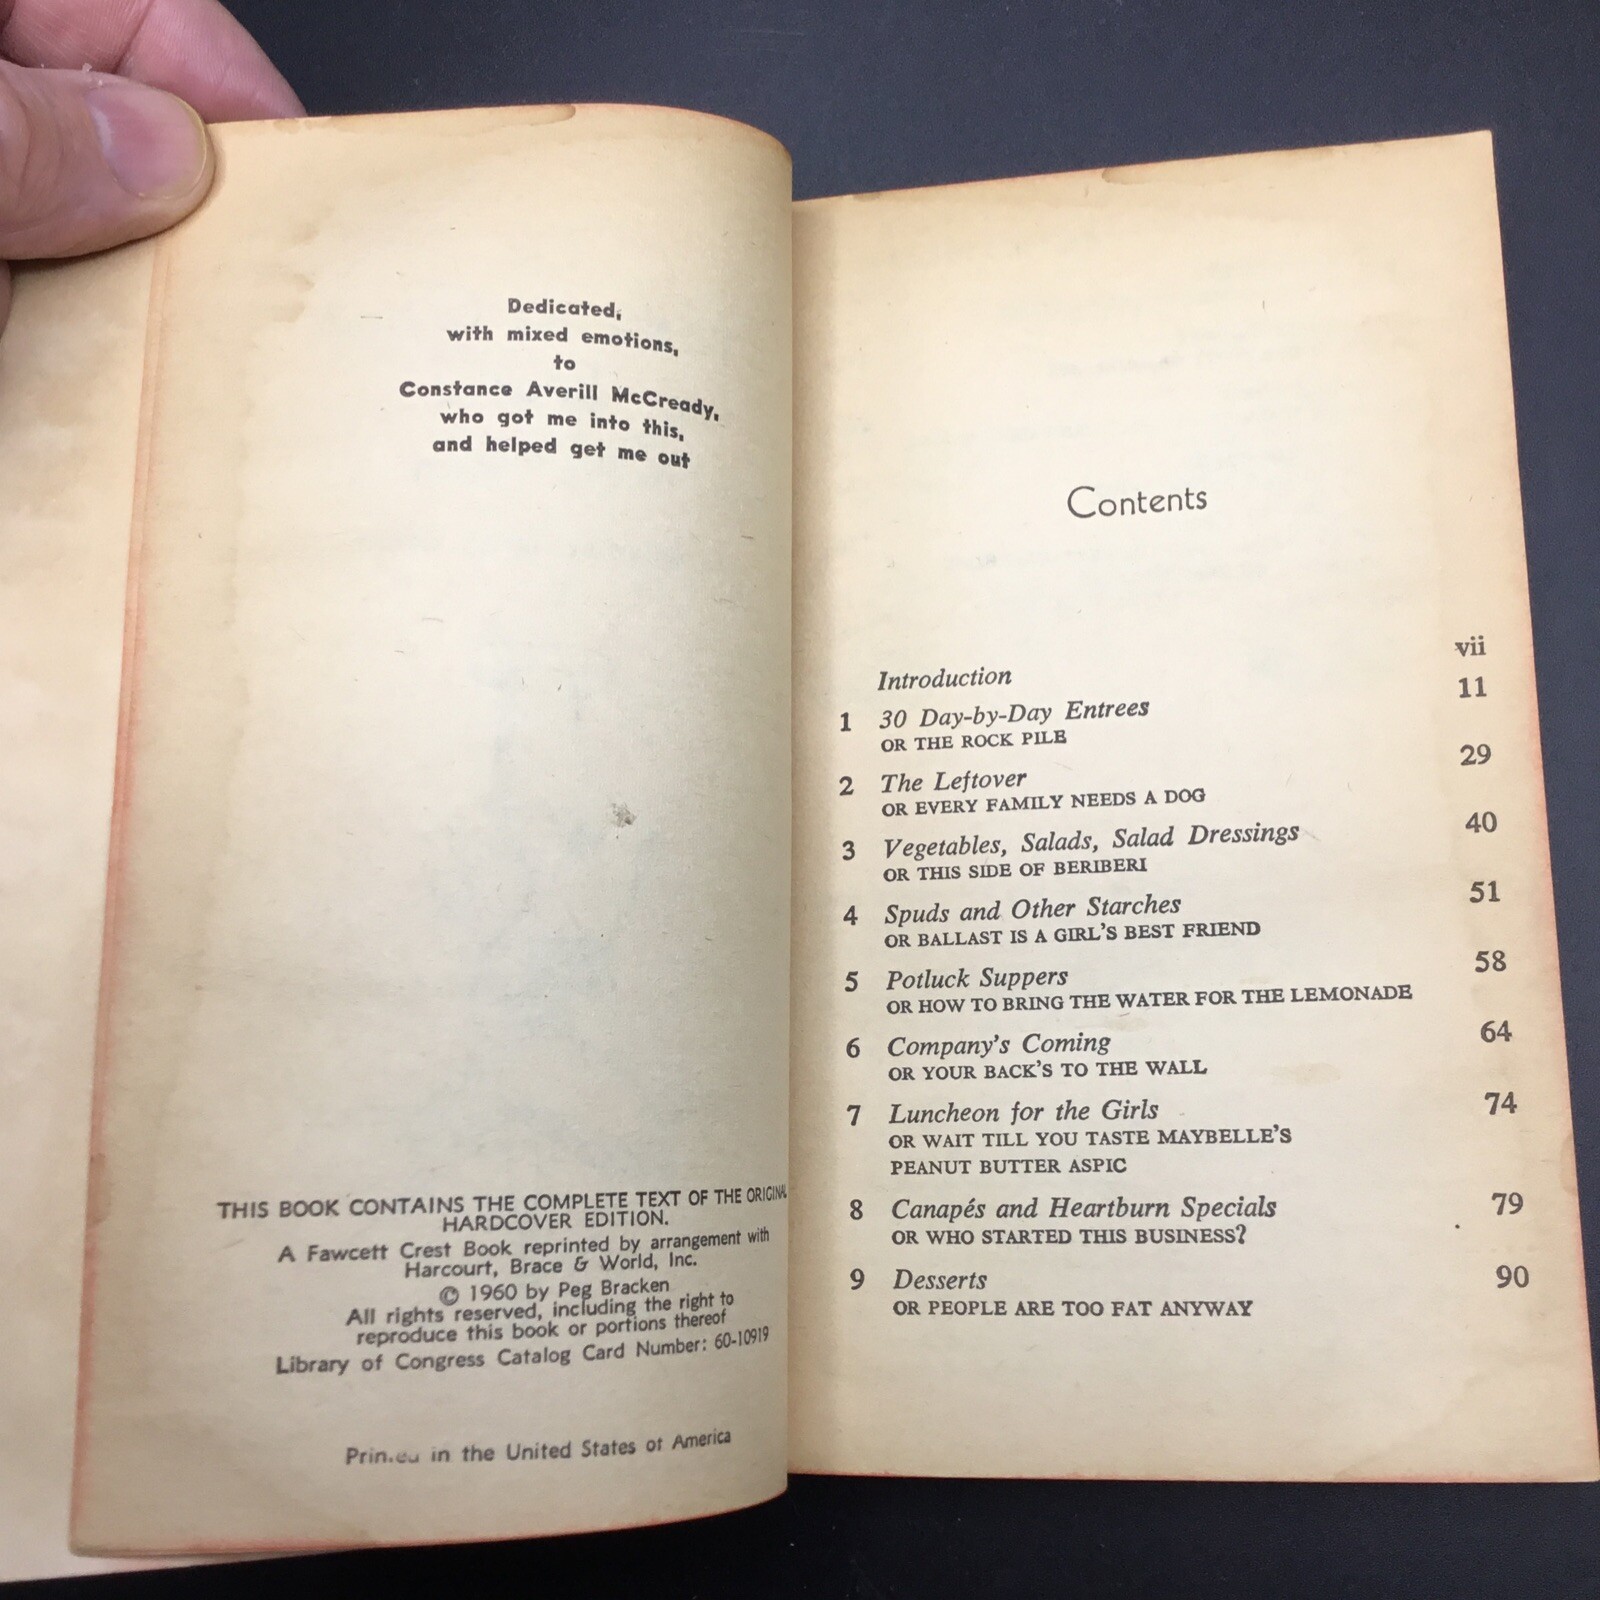 Dedicated,
with mixed emotions,
to
Constance Averill McCready,
who got me into this,
and helped get me out
THIS BOOK CONTAINS THE COMPLETE TEXT OF THE ORIGINAL
HARDCOVER EDITION.
A Fawcett Crest Book reprinted by arrangement with
Harcourt, Brace & World, Inc.
© 1960 by Peg Bracken
All rights reserved, including the right to
reproduce this book or portions thereof
Library of Congress Catalog Card Number: 60-10919
Printed in the United States of America
Contents
Introduction vii
1 30 Day-by-Day Entrees 11
OR THE ROCK PILE
2 The Leftover 29
OR EVERY FAMILY NEEDS A DOG
3 Vegetables, Salads, Salad Dressings 40
OR THIS SIDE OF BERIBERI
4 Spuds and Other Starches 51
OR BALLAST IS A GIRL'S BEST FRIEND
5 Potluck Suppers 58
OR HOW TO BRING THE WATER FOR THE LEMONADE
6 Company's Coming 64
OR YOUR BACK'S TO THE WALL
7 Luncheon for the Girls 74
OR WAIT TILL YOU TASTE MAYBELLE'S
PEANUT BUTTER ASPIC
8 Canapés and Heartburn Specials 79
OR WHO STARTED THIS BUSINESS?
9 Desserts 90
OR PEOPLE ARE TOO FAT ANYWAY